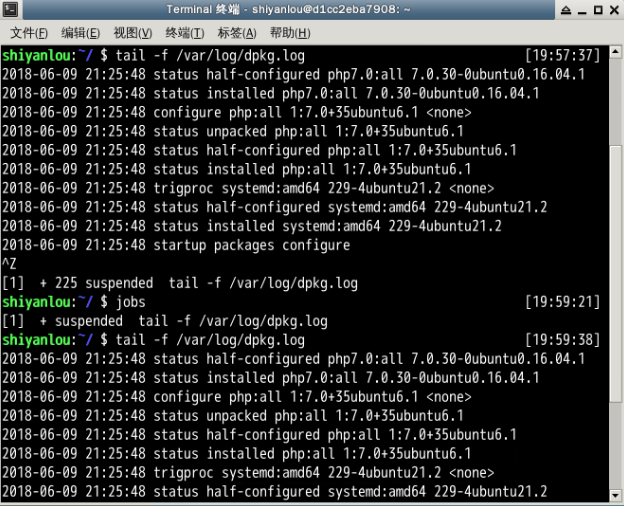 Terminal 终端 - shiyanlou@d1cc2eba7908: ~
文件(F) 编辑(E) 视图(V) 终端(T) 标签(A) 帮助(H)
shiyanlou:~/ $ tail -f /var/log/dpkg.log [19:57:37]
2018-06-09 21:25:48 status half-configured php7.0:all 7.0.30-0ubuntu0.16.04.1
2018-06-09 21:25:48 status installed php7.0:all 7.0.30-0ubuntu0.16.04.1
2018-06-09 21:25:48 configure php:all 1:7.0+35ubuntu6.1 <none>
2018-06-09 21:25:48 status unpacked php:all 1:7.0+35ubuntu6.1
2018-06-09 21:25:48 status half-configured php:all 1:7.0+35ubuntu6.1
2018-06-09 21:25:48 status installed php:all 1:7.0+35ubuntu6.1
2018-06-09 21:25:48 trigproc systemd:amd64 229-4ubuntu21.2 <none>
2018-06-09 21:25:48 status half-configured systemd:amd64 229-4ubuntu21.2
2018-06-09 21:25:48 status installed systemd:amd64 229-4ubuntu21.2
2018-06-09 21:25:48 startup packages configure
^Z
[1]  + 225 suspended  tail -f /var/log/dpkg.log
shiyanlou:~/ $ jobs [19:59:21]
[1]  + suspended  tail -f /var/log/dpkg.log
shiyanlou:~/ $ tail -f /var/log/dpkg.log [19:59:38]
2018-06-09 21:25:48 status half-configured php7.0:all 7.0.30-0ubuntu0.16.04.1
2018-06-09 21:25:48 status installed php7.0:all 7.0.30-0ubuntu0.16.04.1
2018-06-09 21:25:48 configure php:all 1:7.0+35ubuntu6.1 <none>
2018-06-09 21:25:48 status unpacked php:all 1:7.0+35ubuntu6.1
2018-06-09 21:25:48 status half-configured php:all 1:7.0+35ubuntu6.1
2018-06-09 21:25:48 status installed php:all 1:7.0+35ubuntu6.1
2018-06-09 21:25:48 trigproc systemd:amd64 229-4ubuntu21.2 <none>
2018-06-09 21:25:48 status half-configured systemd:amd64 229-4ubuntu21.2